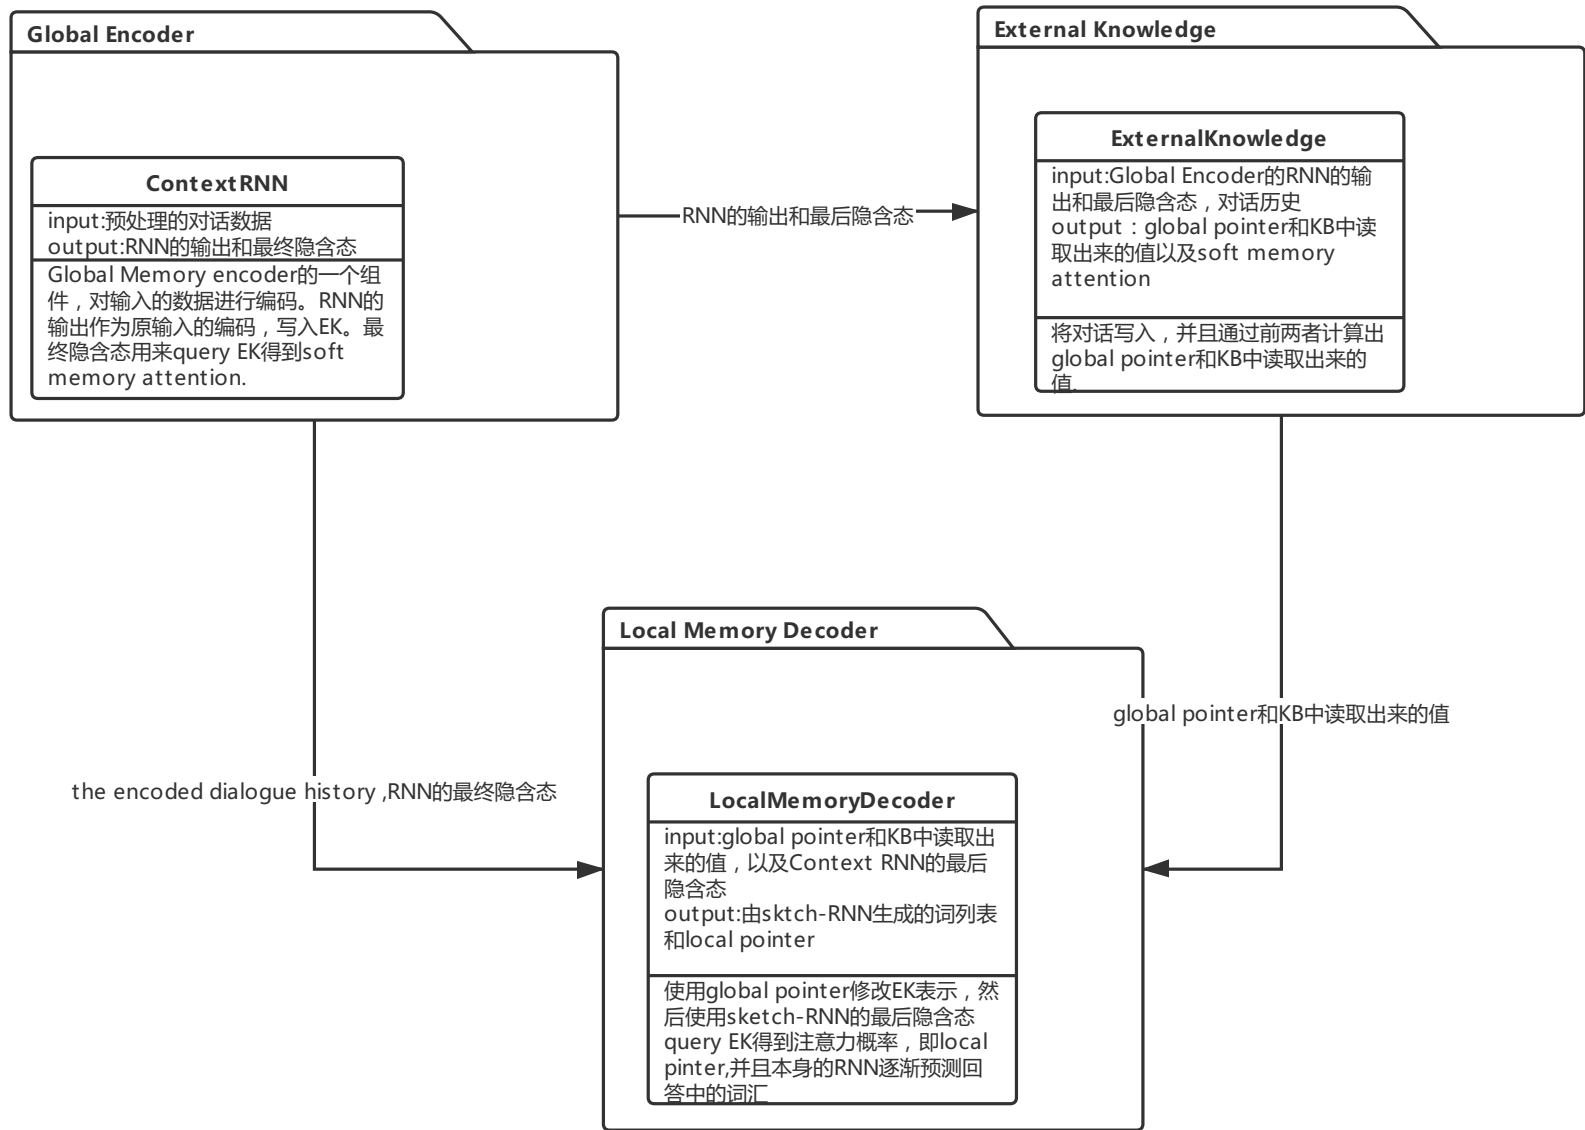 Global Encoder
ContextRNN
input:预处理的对话数据
output:RNN的输出和最终隐含态
Global Memory encoder的一个组
件，对输入的数据进行编码。RNN的
输出作为原输入的编码，写入EK。最
终隐含态用来query EK得到soft
memory attention.
RNN的输出和最后隐含态
External Knowledge
ExternalKnowledge
input:Global Encoder的RNN的输
出和最后隐含态，对话历史
output：global pointer和KB中读
取出来的值以及soft memory
attention
将对话写入，并且通过前两者计算出
global pointer和KB中读取出来的
值.
the encoded dialogue history ,RNN的最终隐含态
global pointer和KB中读取出来的值
Local Memory Decoder
LocalMemoryDecoder
input:global pointer和KB中读取出
来的值，以及Context RNN的最后
隐含态
output:由sktch-RNN生成的词列表
和local pointer
使用global pointer修改EK表示，然
后使用sketch-RNN的最后隐含态
query EK得到注意力概率，即local
pinter,并且本身的RNN逐渐预测回
答中的词汇